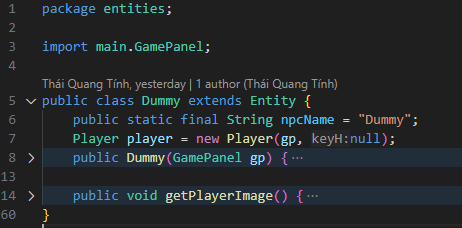 1 package entities;
2
3 import main.GamePanel;
4
Thái Quang Tính, yesterday | 1 author (Thái Quang Tính)
5 public class Dummy extends Entity {
6 public static final String npcName = "Dummy";
7 Player player = new Player(gp, keyH:null);
8 public Dummy(GamePanel gp) {···
13
14 public void getPlayerImage() {···
60 }